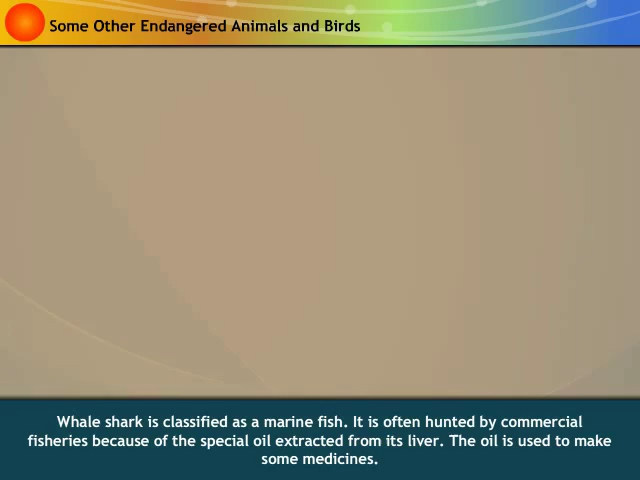 Some Other Endangered Animals and Birds
Whale shark is classified as a marine fish. It is often hunted by commercial
fisheries because of the special oil extracted from its liver. The oil is used to make
some medicines.